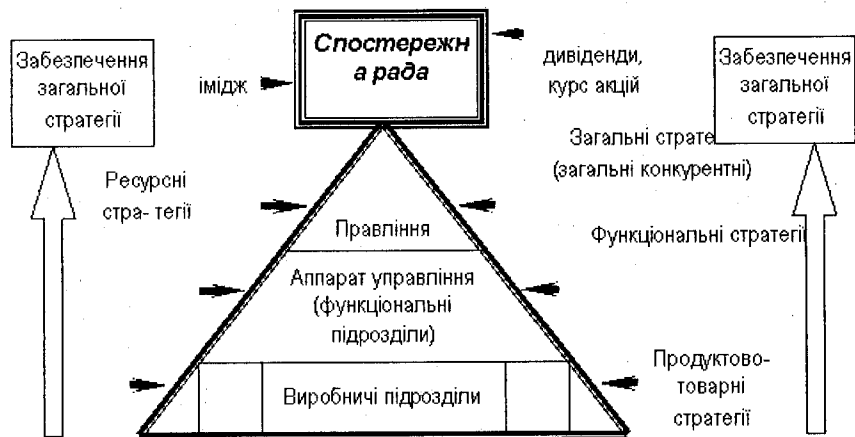 Забезпечення
загальної
стратегії
Спостережн
а рада
імідж
дивіденди,
курс акцій
Забезпечення
загальної
стратегії
Загальні страте
(загальні конкурентні)
Ресурсні
стра- тегії
Правління
Функціональні стратегії
Аппарат управління
(функціональні
підрозділи)
Виробничі підрозділи
Продуктово-
товарні
стратегії